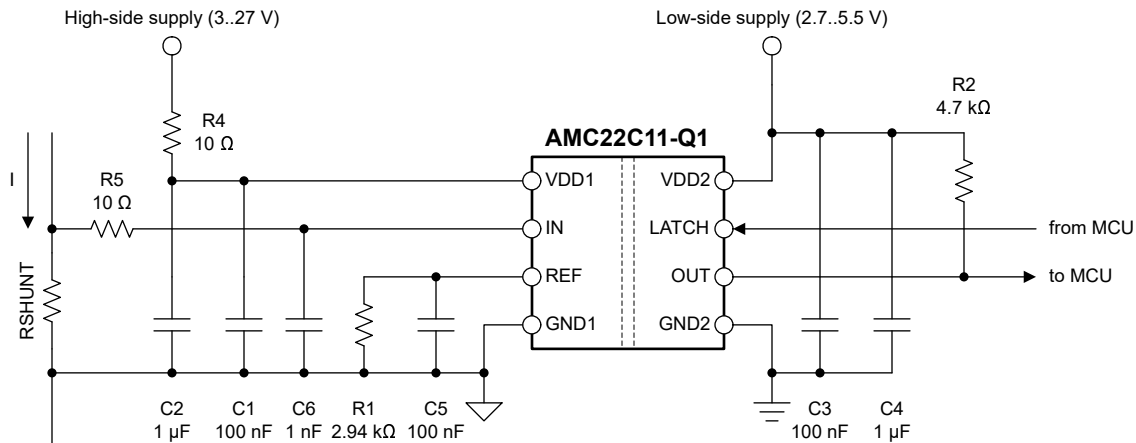 High-side supply (3..27 V)
Low-side supply (2.7..5.5 V)
R2
4.7 kΩ
R4
10 Ω
AMC22C11-Q1
I
R5
10 Ω
VDD1
VDD2
IN
LATCH
from MCU
REF
OUT
to MCU
RSHUNT
GND1
GND2
C2
1 µF
C1
100 nF
C6
1 nF
R1
2.94 kΩ
C5
100 nF
C3
100 nF
C4
1 µF